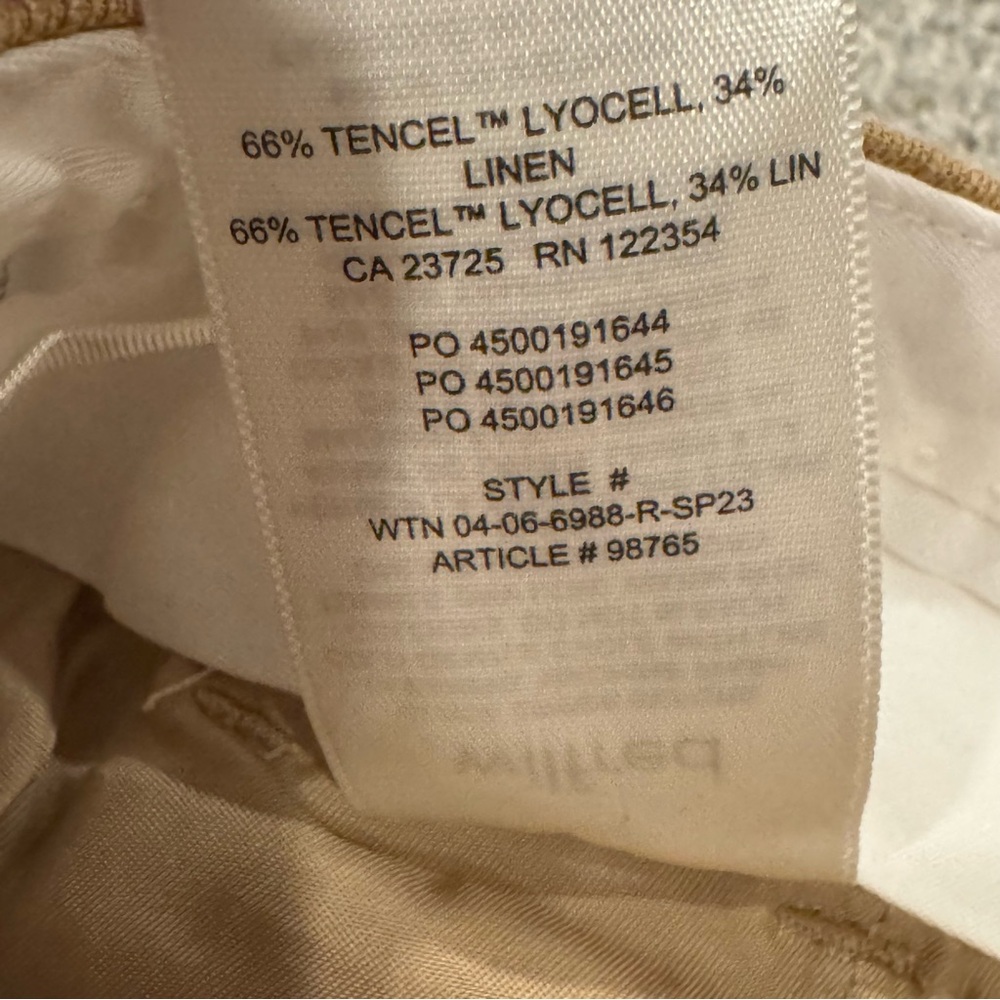 66% TENCEL™ LYOCELL, 34%
LINEN
66% TENCEL™ LYOCELL, 34% LIN
CA 23725 RN 122354
PO 4500191644
PO 4500191645
PO 4500191646
STYLE #
WTN 04-06-6988-R-SP23
ARTICLE # 98765
wilfred